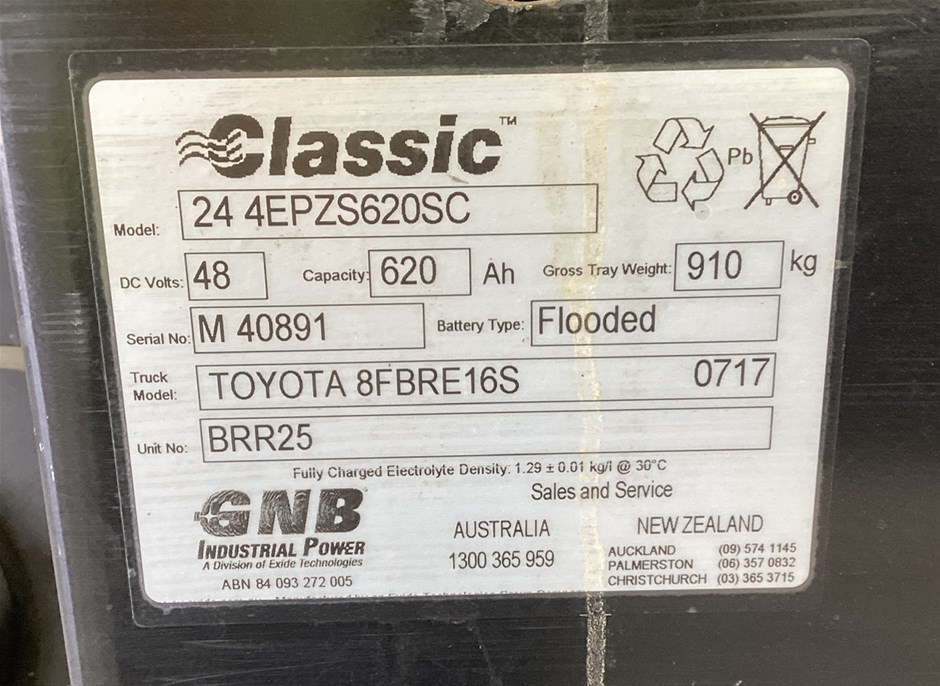 Classic™
Pb
Model: 24 4EPZS620SC
DC Volts: 48 Capacity: 620 Ah Gross Tray Weight: 910 kg
Serial No: M 40891 Battery Type: Flooded
Truck Model: TOYOTA 8FBRE16S 0717
Unit No: BRR25
Fully Charged Electrolyte Density: 1.29 ± 0.01 kg/l @ 30°C
Sales and Service
GNB
INDUSTRIAL POWER
A Division of Exide Technologies
ABN 84 093 272 005
AUSTRALIA
1300 365 959
NEW ZEALAND
AUCKLAND (09) 574 1145
PALMERSTON (06) 357 0832
CHRISTCHURCH (03) 365 3715